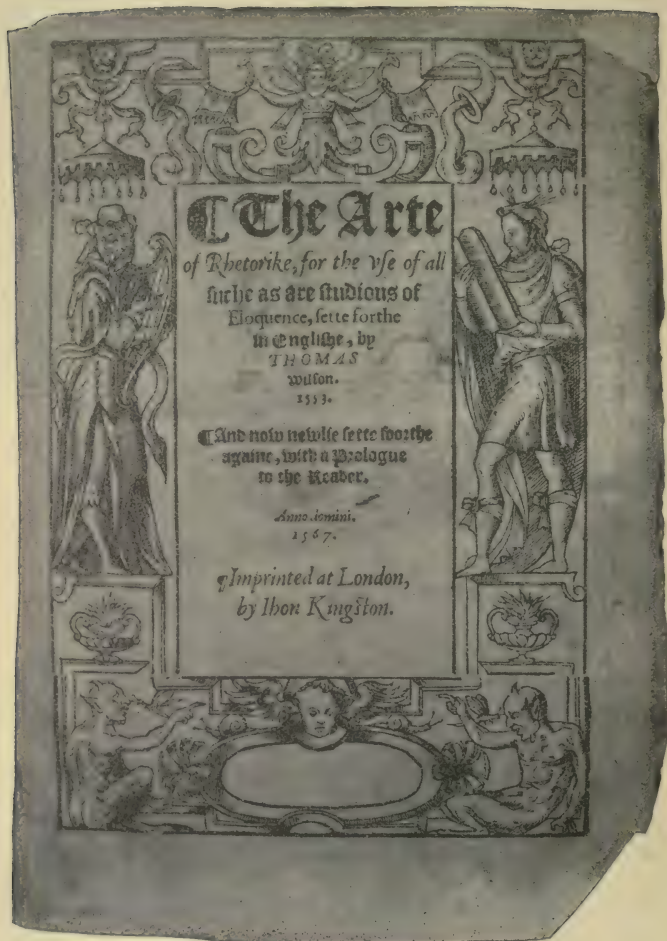 ¶The Arte
of Rhetorike, for the vse of all
suche as are studious of
Eloquence, sette forthe
in Englishe, by
THOMAS
wilson.
1553.
¶And now newlie sette foorthe
againe, with a Prologue
to the Reader.
Anno Domini.
1567.
¶Imprinted at London,
by Ihon Kingston.